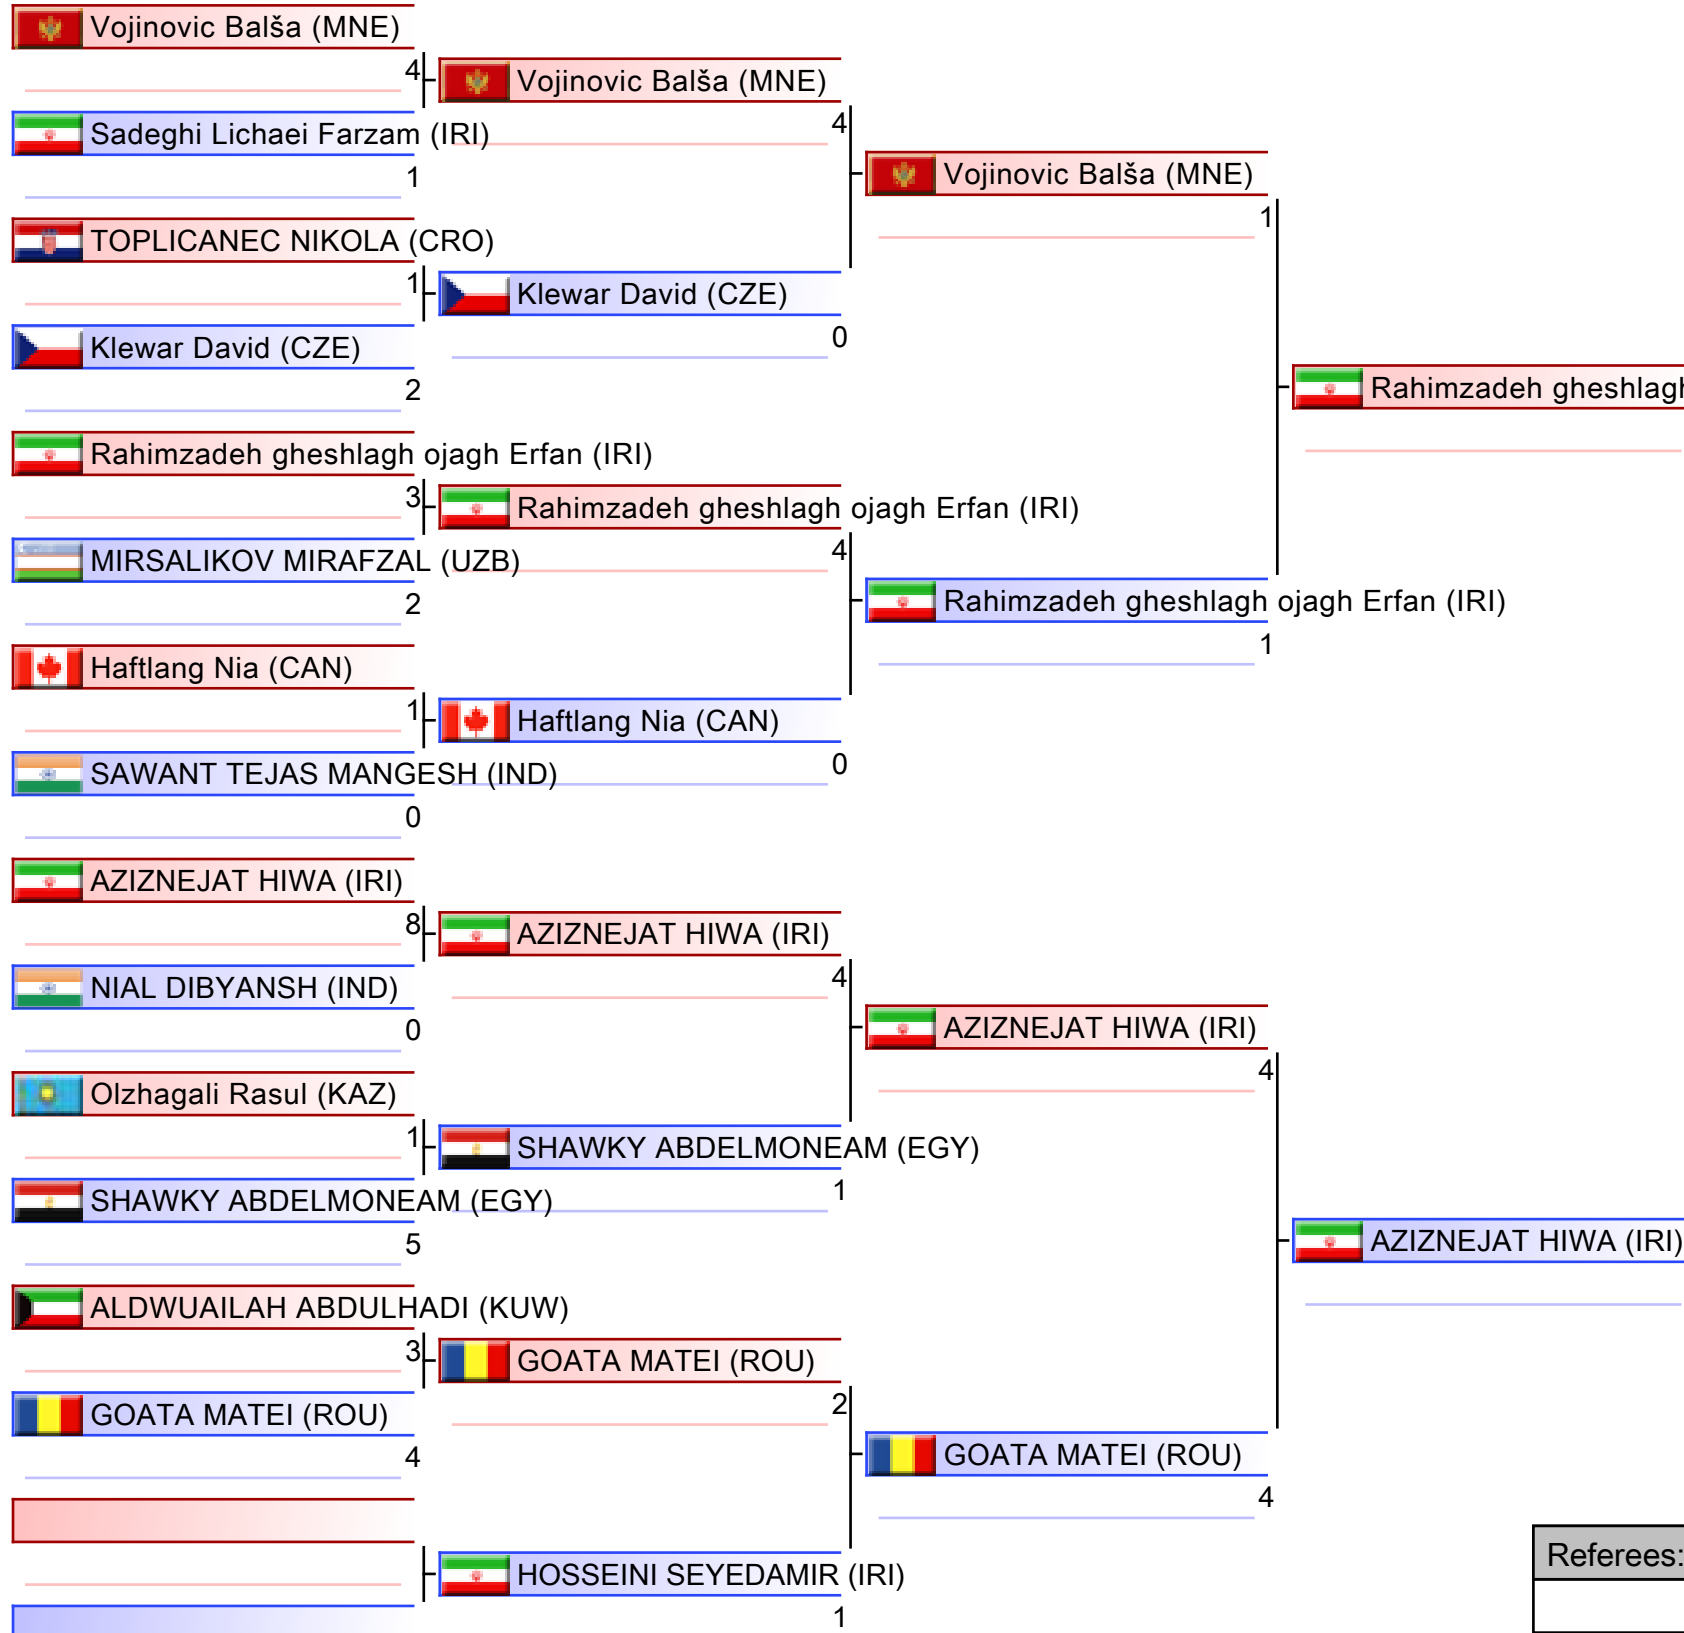 Vojinovic Balša (MNE)
4
Sadeghi Lichaei Farzam (IRI)
1
TOPLICANEC NIKOLA (CRO)
1
Klewar David (CZE)
2
Rahimzadeh gheshlagh ojagh Erfan (IRI)
3
MIRSALIKOV MIRAFZAL (UZB)
2
Haftlang Nia (CAN)
1
SAWANT TEJAS MANGESH (IND)
0
AZIZNEJAT HIWA (IRI)
8
NIAL DIBYANSH (IND)
0
Olzhagali Rasul (KAZ)
1
SHAWKY ABDELMONEAM (EGY)
5
ALDWUAILAH ABDULHADI (KUW)
3
GOATA MATEI (ROU)
4
Vojinovic Balša (MNE)
4
Klewar David (CZE)
0
Rahimzadeh gheshlagh ojagh Erfan (IRI)
4
Haftlang Nia (CAN)
0
AZIZNEJAT HIWA (IRI)
4
SHAWKY ABDELMONEAM (EGY)
1
GOATA MATEI (ROU)
2
HOSSEINI SEYEDAMIR (IRI)
1
Vojinovic Balša (MNE)
1
Rahimzadeh gheshlagh ojagh Erfan (IRI)
1
AZIZNEJAT HIWA (IRI)
4
GOATA MATEI (ROU)
4
Rahimzadeh gheshlagh
AZIZNEJAT HIWA (IRI)
Referees: